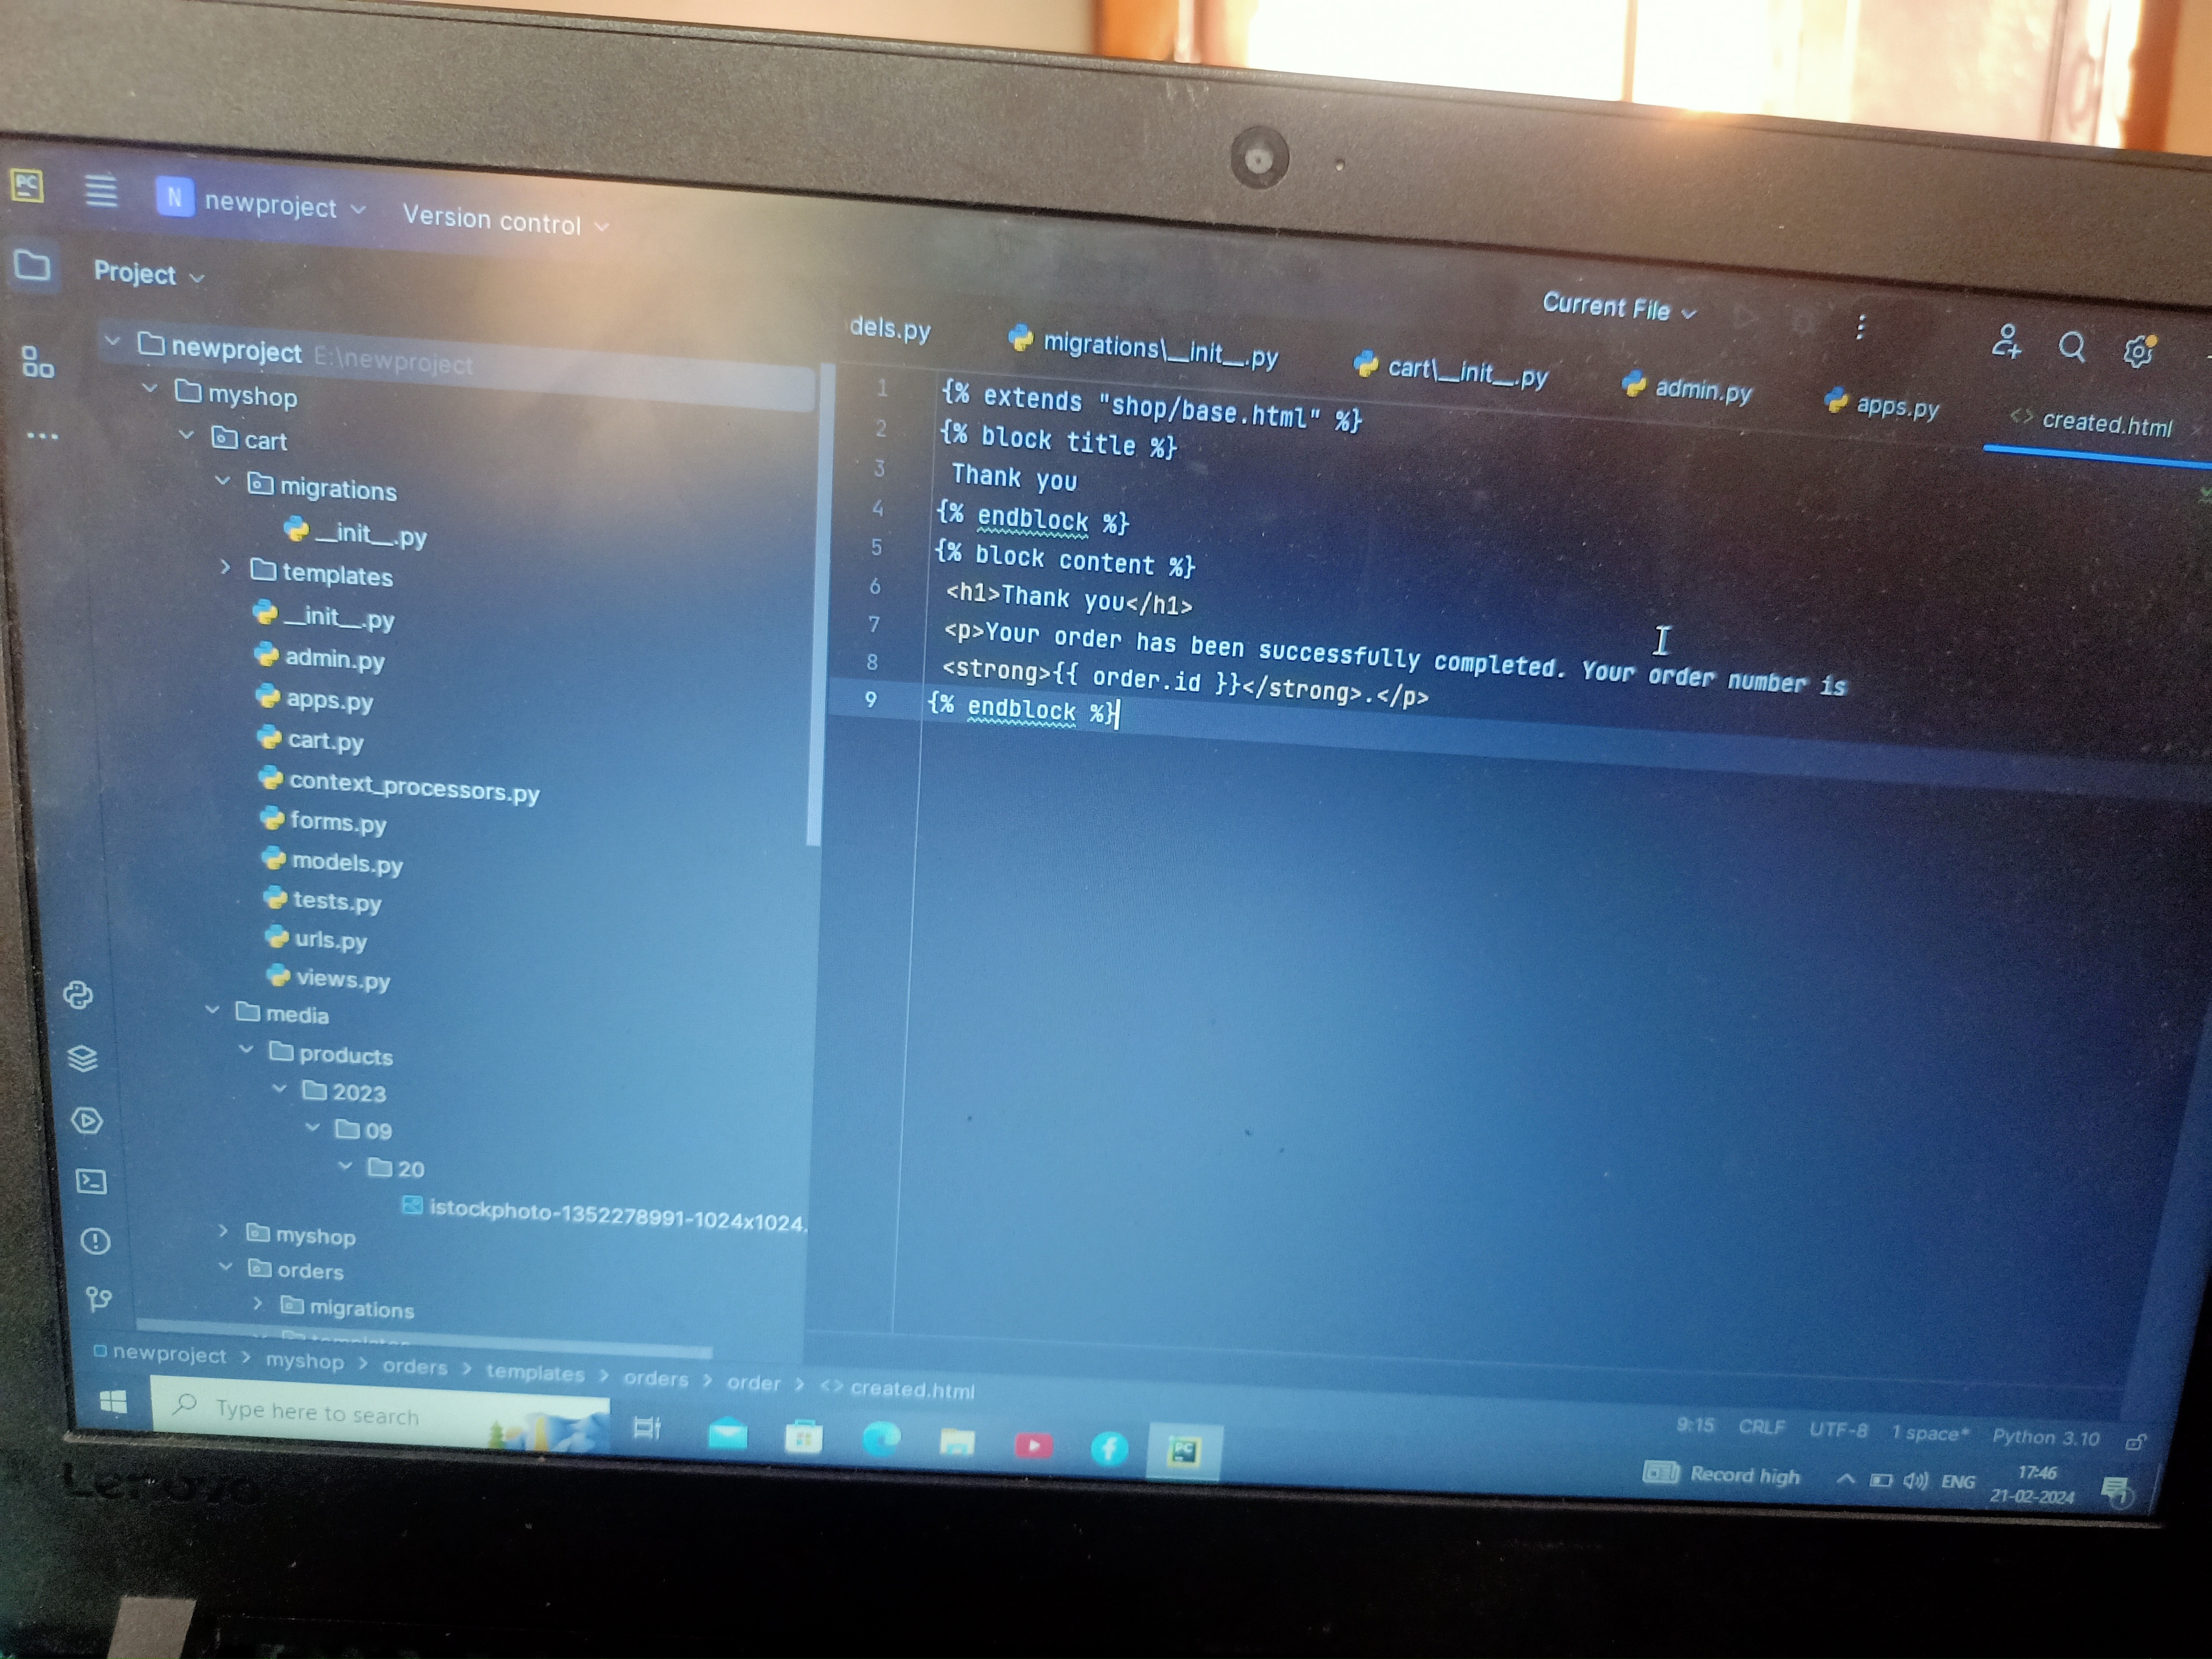 PC
N newproject Version control
Project
Current File
newproject E:\newproject
myshop
cart
migrations
__init__.py
templates
__init__.py
admin.py
apps.py
cart.py
context_processors.py
forms.py
models.py
tests.py
urls.py
views.py
media
products
2023
09
20
istockphoto-1352278991-1024x1024.
myshop
orders
migrations
templates
dels.py migrations\__init__.py cart\__init__.py admin.py apps.py <> created.html
1 {% extends "shop/base.html" %}
2 {% block title %}
3 Thank you
4 {% endblock %}
5 {% block content %}
6 <h1>Thank you</h1>
7 <p>Your order has been successfully completed. Your order number is
8 <strong>{{ order.id }}</strong>.</p>
9 {% endblock %}
newproject > myshop > orders > templates > orders > order > <> created.html
9:15 CRLF UTF-8 1 space* Python 3.10
Type here to search
PC
Record high
ENG
17:46
21-02-2024
1
Lenovo